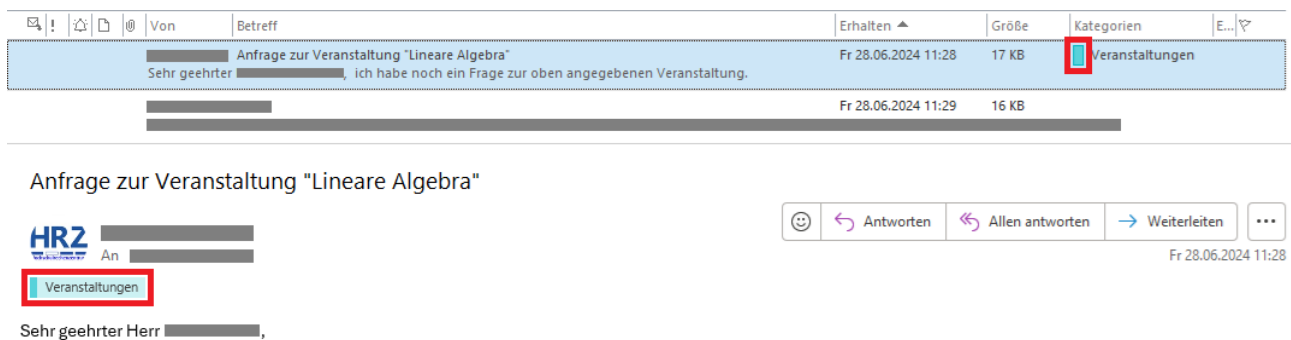 ! Von Betreff Erhalten Größe Kategorien E...
Anfrage zur Veranstaltung "Lineare Algebra" Fr 28.06.2024 11:28 17 KB Veranstaltungen
Sehr geehrter , ich habe noch ein Frage zur oben angegebenen Veranstaltung.
Fr 28.06.2024 11:29 16 KB
Anfrage zur Veranstaltung "Lineare Algebra"
Antworten Allen antworten Weiterleiten ...
HRZ
An Fr 28.06.2024 11:28
Veranstaltungen
Sehr geehrter Herr ,